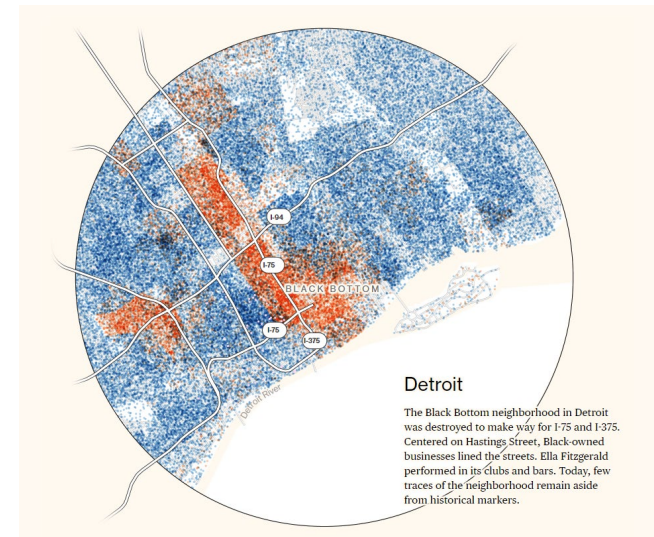 I-94
I-75
BLACK BOTTOM
I-75
I-375
Detroit River
Detroit
The Black Bottom neighborhood in Detroit
was destroyed to make way for I-75 and I-375.
Centered on Hastings Street, Black-owned
businesses lined the streets. Ella Fitzgerald
performed in its clubs and bars. Today, few
traces of the neighborhood remain aside
from historical markers.